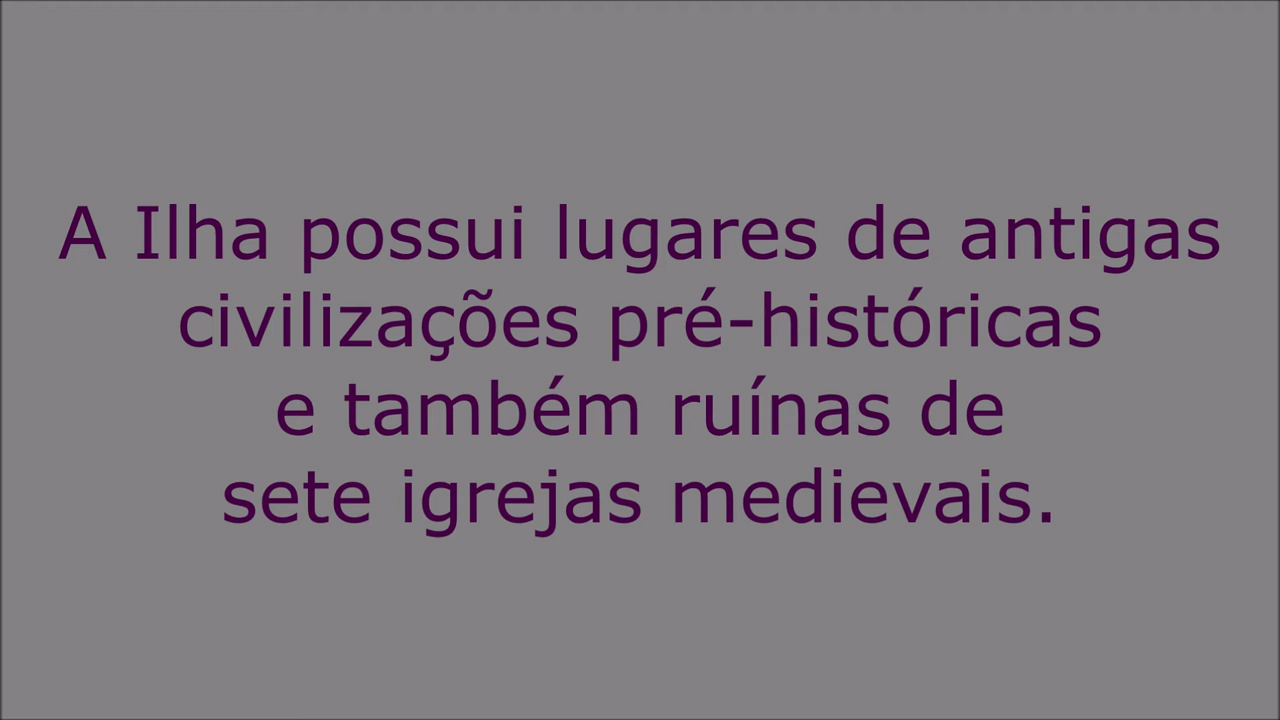 A Ilha possui lugares de antigas
civilizações pré-históricas
e também ruínas de
sete igrejas medievais.